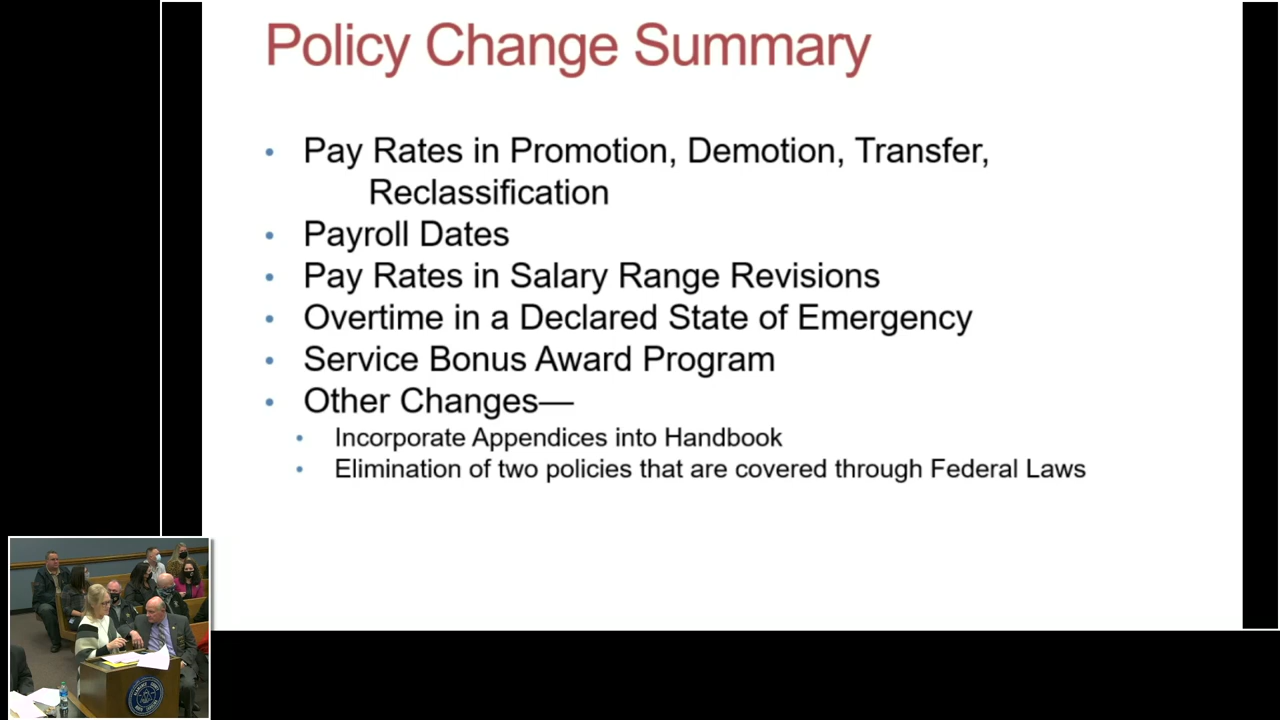 Policy Change Summary
• Pay Rates in Promotion, Demotion, Transfer,
Reclassification
• Payroll Dates
• Pay Rates in Salary Range Revisions
• Overtime in a Declared State of Emergency
• Service Bonus Award Program
• Other Changes—
• Incorporate Appendices into Handbook
• Elimination of two policies that are covered through Federal Laws